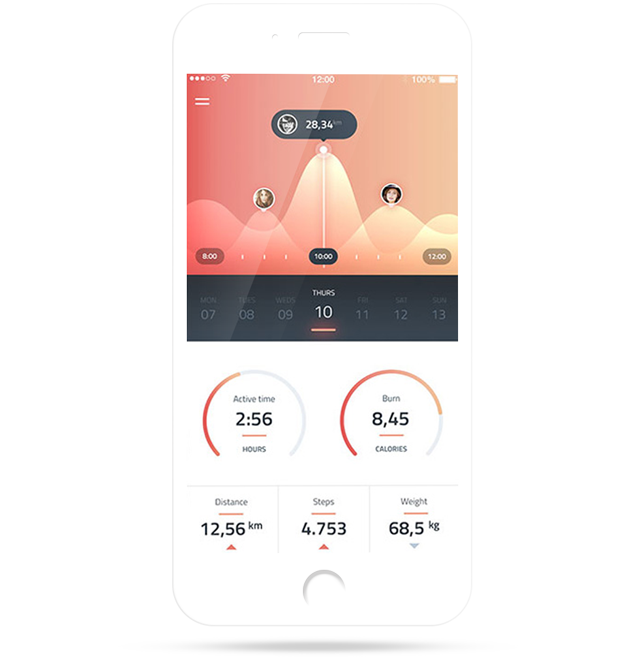 12:00 100%
28,34 km
8:00 10:00 12:00
MON TUES WEDS THURS FRI SAT SUN
07 08 09 10 11 12 13
Active time Burn
2:56 8,45
HOURS CALORIES
Distance Steps Weight
12,56 km 4.753 68,5 kg